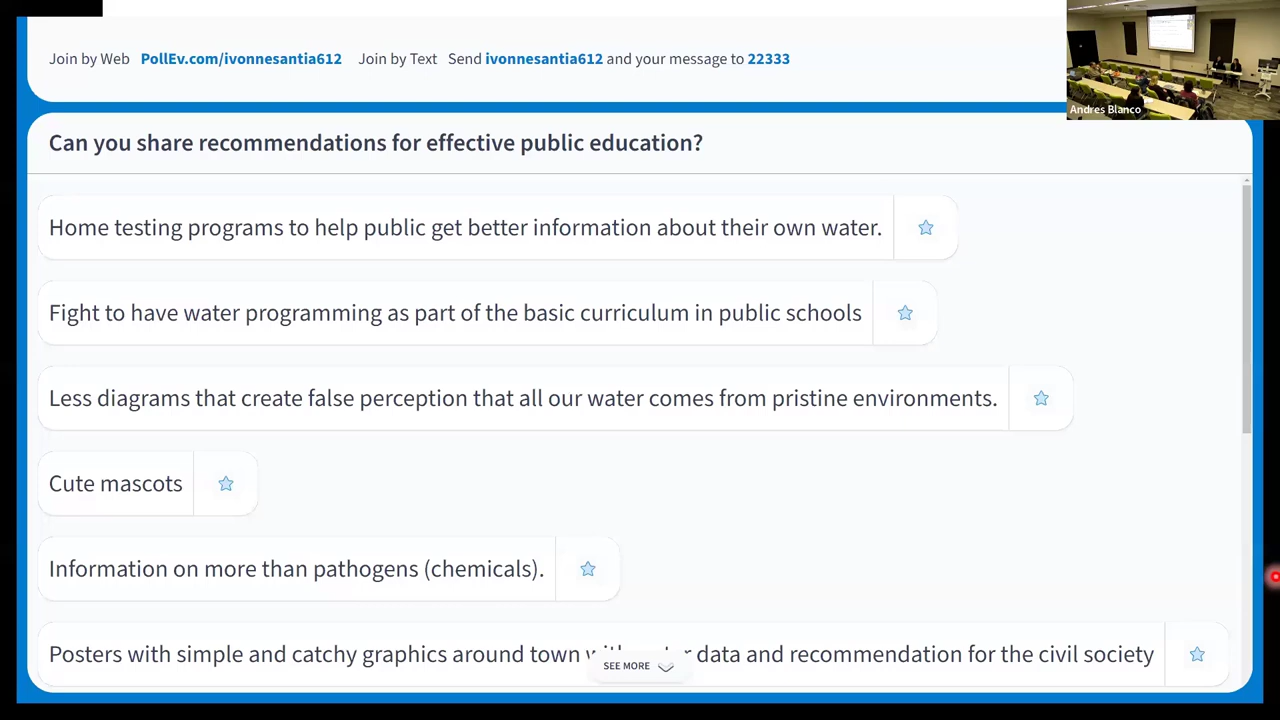 Join by Web PollEv.com/ivonnesantia612 Join by Text Send ivonnesantia612 and your message to 22333
Andres Blanco
Can you share recommendations for effective public education?
Home testing programs to help public get better information about their own water.
Fight to have water programming as part of the basic curriculum in public schools
Less diagrams that create false perception that all our water comes from pristine environments.
Cute mascots
Information on more than pathogens (chemicals).
Posters with simple and catchy graphics around town data and recommendation for the civil society
SEE MORE